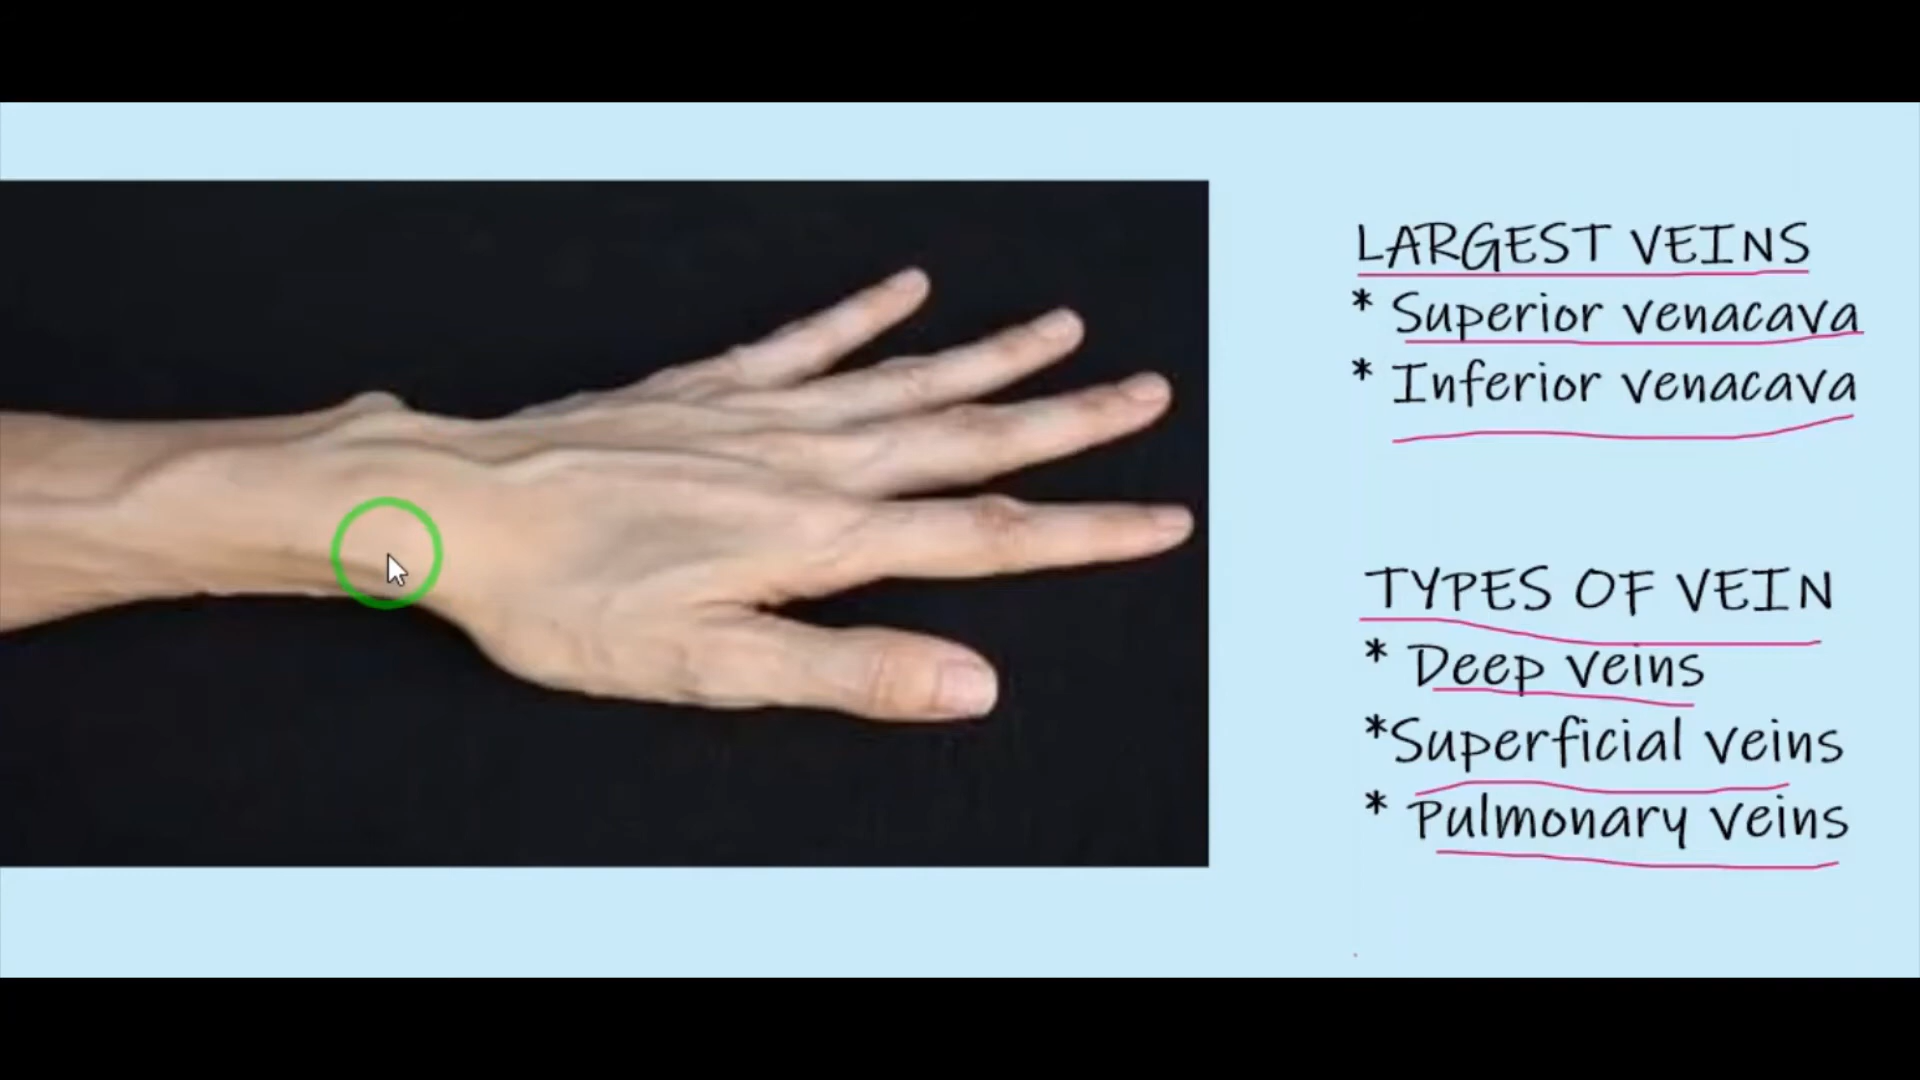 LARGEST VEINS
* Superior venacava
* Inferior venacava
TYPES OF VEIN
* Deep veins
*Superficial veins
* Pulmonary veins